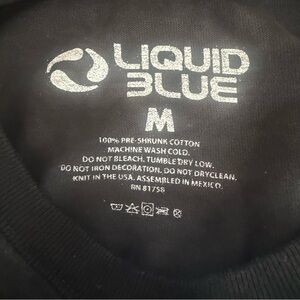 LIQUID
BLUE
M
100% PRE-SHRUNK COTTON
MACHINE WASH COLD.
DO NOT BLEACH. TUMBLE DRY LOW.
DO NOT IRON DECORATION. DO NOT DRYCLEAN.
KNIT IN THE USA. ASSEMBLED IN MEXICO.
RN 81758